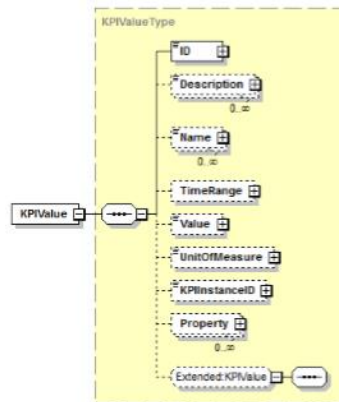 KPIValueType
ID
Description
0..∞
Name
0..∞
TimeRange
KPIValue
Value
UnitOfMeasure
KPIInstanceID
Property
0..∞
Extended:KPIValue